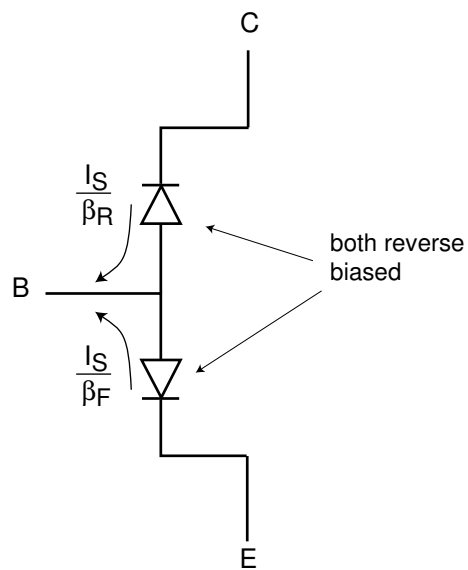 C
I_S
β_R
both reverse
biased
B
I_S
β_F
E